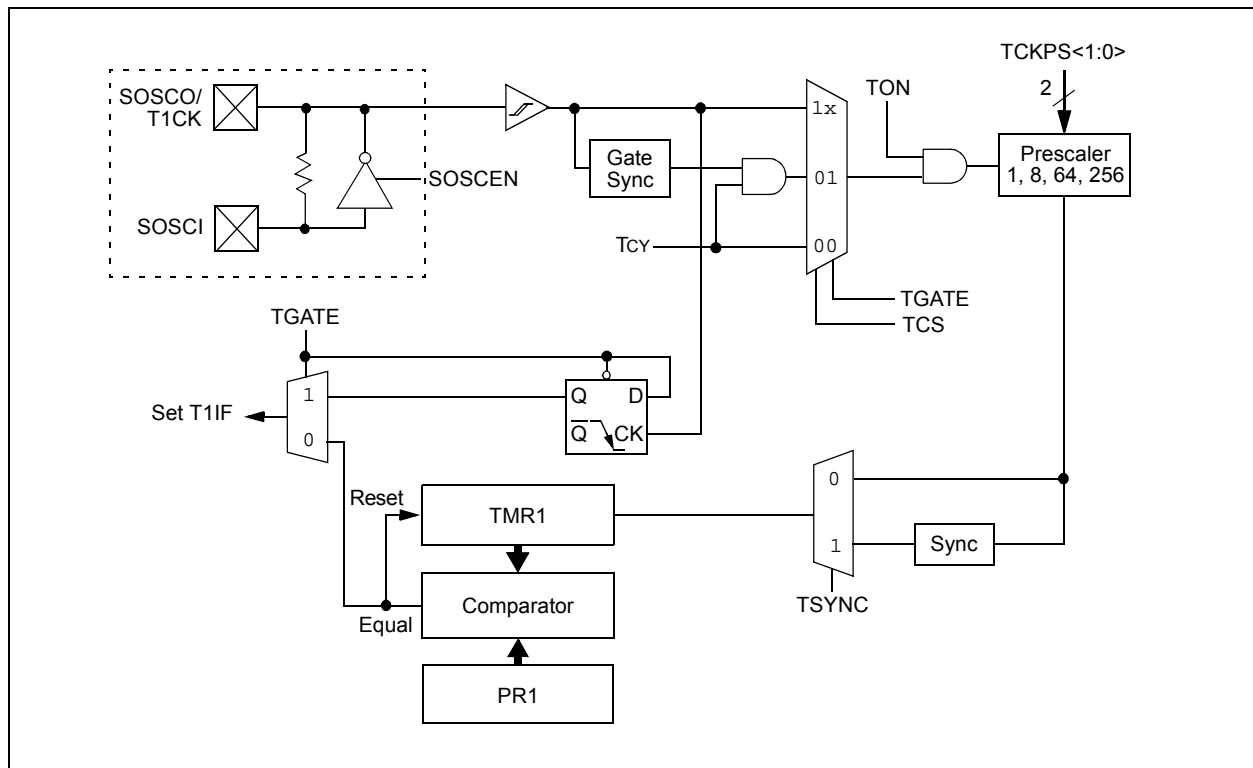 TCKPS<1:0>
2
SOSCO/
T1CK
TON
1x
Prescaler
1, 8, 64, 256
Gate
Sync
SOSCEN
01
SOSCI
TCY
00
TGATE
TCS
TGATE
1
Q
D
Set T1IF
0
Q
CK
Reset
TMR1
0
1
Sync
Comparator
TSYNC
Equal
PR1